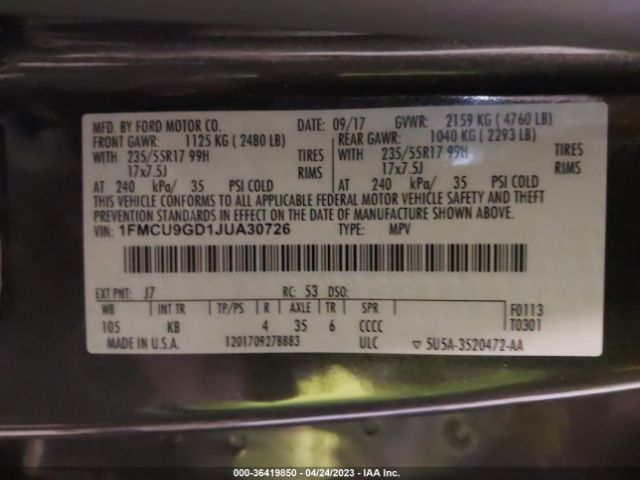 MFD. BY FORD MOTOR CO. DATE: 09/17 GVWR: 2159 KG ( 4760 LB)
FRONT GAWR: 1125 KG ( 2480 LB) REAR GAWR: 1040 KG ( 2293 LB)
WITH 235/55R17 99H TIRES WITH 235/55R17 99H TIRES
17x7.5J RIMS 17x7.5J RIMS
AT 240 kPa/ 35 PSI COLD AT 240 kPa/ 35 PSI COLD
THIS VEHICLE CONFORMS TO ALL APPLICABLE FEDERAL MOTOR VEHICLE SAFETY AND THEFT
PREVENTION STANDARDS IN EFFECT ON THE DATE OF MANUFACTURE SHOWN ABOVE.
VIN: 1FMCU9GD1JUA30726 TYPE: MPV
EXT PNT: J7 RC: 53 DSO:
WB INT TR TP/PS R AXLE TR SPR F0113
105 KB 4 35 6 CCCC T0301
MADE IN U.S.A. 1201709278883 ULC ▽ 5U5A-3520472-AA
000-36419850 - 04/24/2023 - IAA Inc.